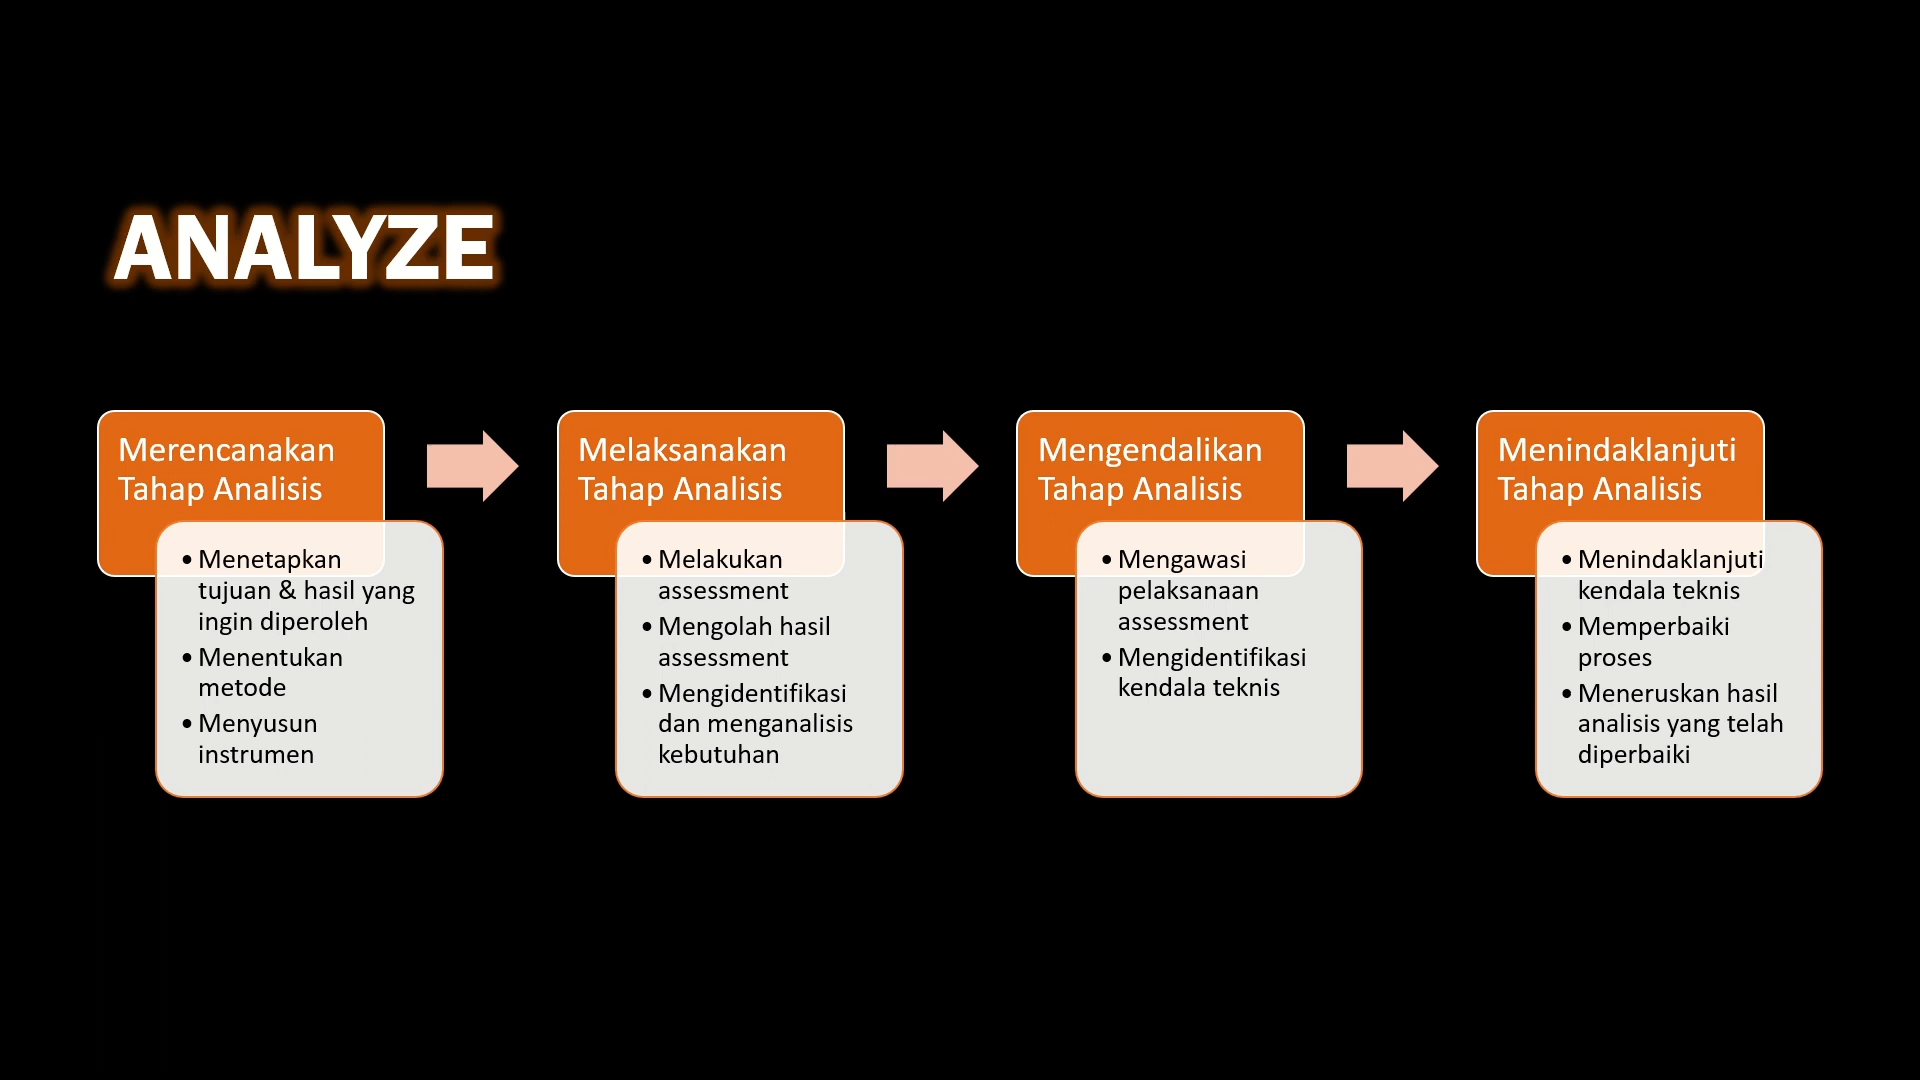 ANALYZE
Merencanakan
Tahap Analisis
• Menetapkan
tujuan & hasil yang
ingin diperoleh
• Menentukan
metode
• Menyusun
instrumen
Melaksanakan
Tahap Analisis
• Melakukan
assessment
• Mengolah hasil
assessment
• Mengidentifikasi
dan menganalisis
kebutuhan
Mengendalikan
Tahap Analisis
• Mengawasi
pelaksanaan
assessment
• Mengidentifikasi
kendala teknis
Menindaklanjuti
Tahap Analisis
• Menindaklanjuti
kendala teknis
• Memperbaiki
proses
• Meneruskan hasil
analisis yang telah
diperbaiki